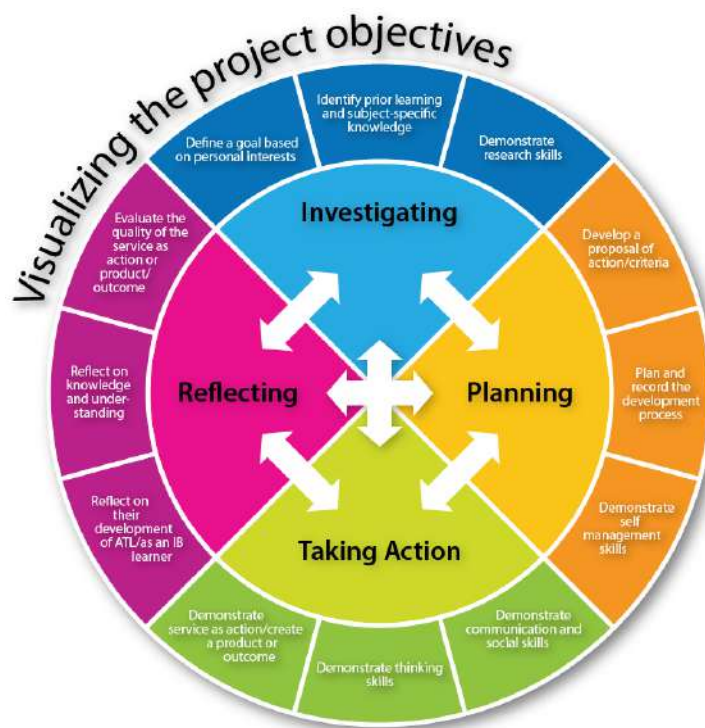 Visualizing the project objectives
Define a goal based
on personal interests
Identify prior learning
and subject-specific
knowledge
Demonstrate
research skills
Investigating
Evaluate the
quality of the
service as
action or
product/
outcome
Develop a
proposal of
action/criteria
Reflect on
knowledge
and under-
standing
Reflecting
Planning
Plan and
record the
development
process
Reflect on
their
development
of ATL/as an IB
learner
Demonstrate
self
management
skills
Taking Action
Demonstrate
service as action/create
a product or
outcome
Demonstrate thinking
skills
Demonstrate
communication and
social skills